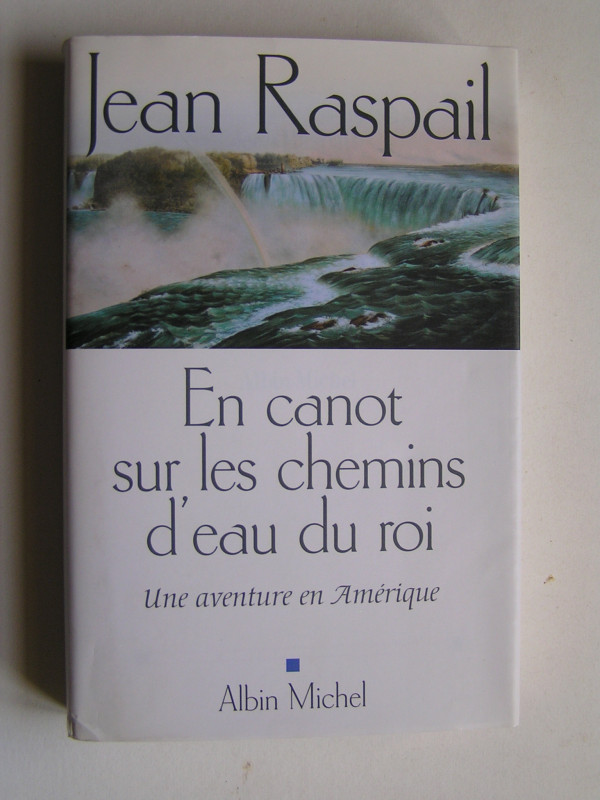 Jean Raspail
En canot
sur les chemins
d'eau du roi
Une aventure en Amérique
Albin Michel